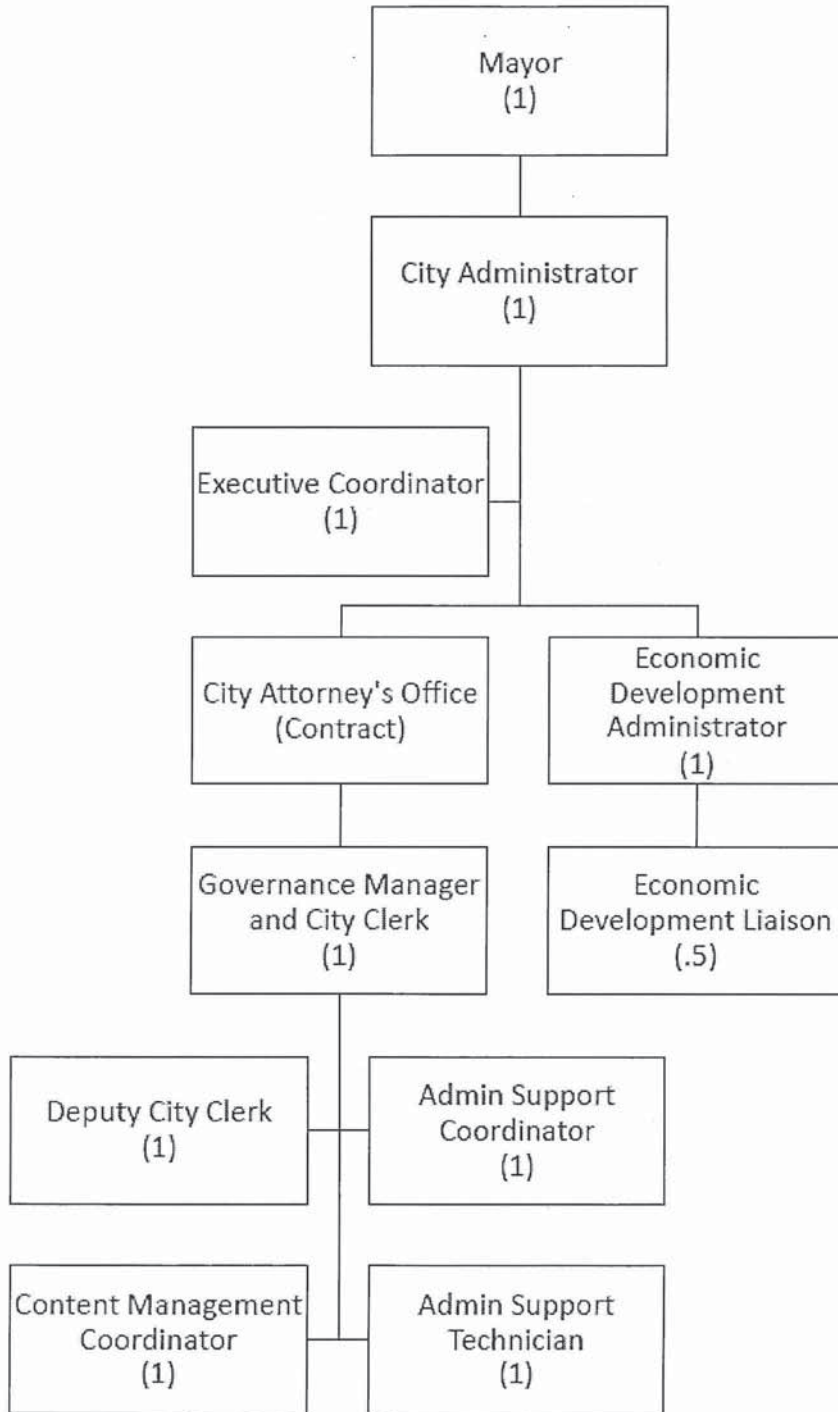 Mayor
(1)
City Administrator
(1)
Executive Coordinator
(1)
City Attorney's Office
(Contract)
Economic
Development
Administrator
(1)
Governance Manager
and City Clerk
(1)
Economic
Development Liaison
(.5)
Deputy City Clerk
(1)
Admin Support
Coordinator
(1)
Content Management
Coordinator
(1)
Admin Support
Technician
(1)